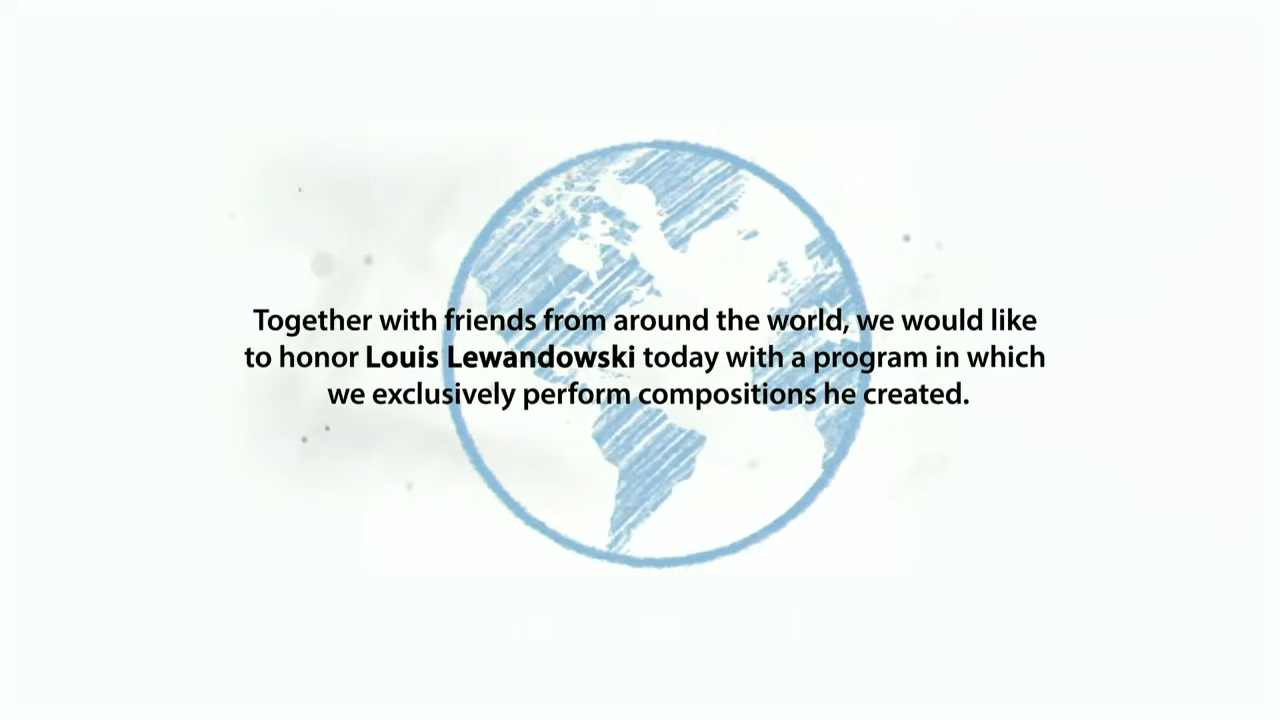 Together with friends from around the world, we would like
to honor Louis Lewandowski today with a program in which
we exclusively perform compositions he created.